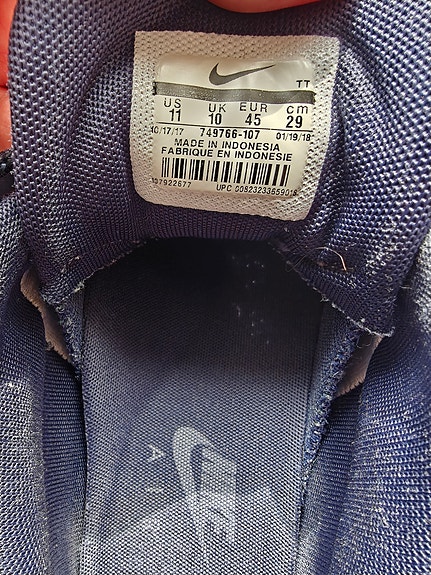 TT
US UK EUR cm
11 10 45 29
10/17/17 749766-107 01/19/18
MADE IN INDONESIA
FABRIQUE EN INDONESIE
UPC
AIR